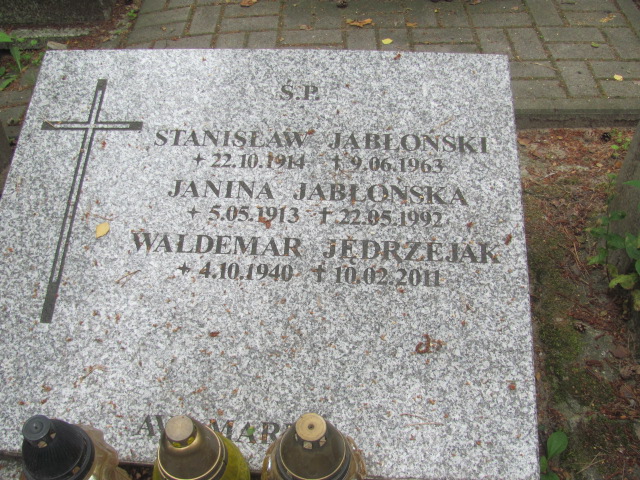 Ś.P.
STANISŁAW JABŁOŃSKI
+ 22.10.1914 ✝ 9.06.1963
JANINA JABŁOŃSKA
+ 5.05.1913 ✝ 22.05.1992
WALDEMAR JĘDRZEJAK
+ 4.10.1940 ✝ 10.02.2011